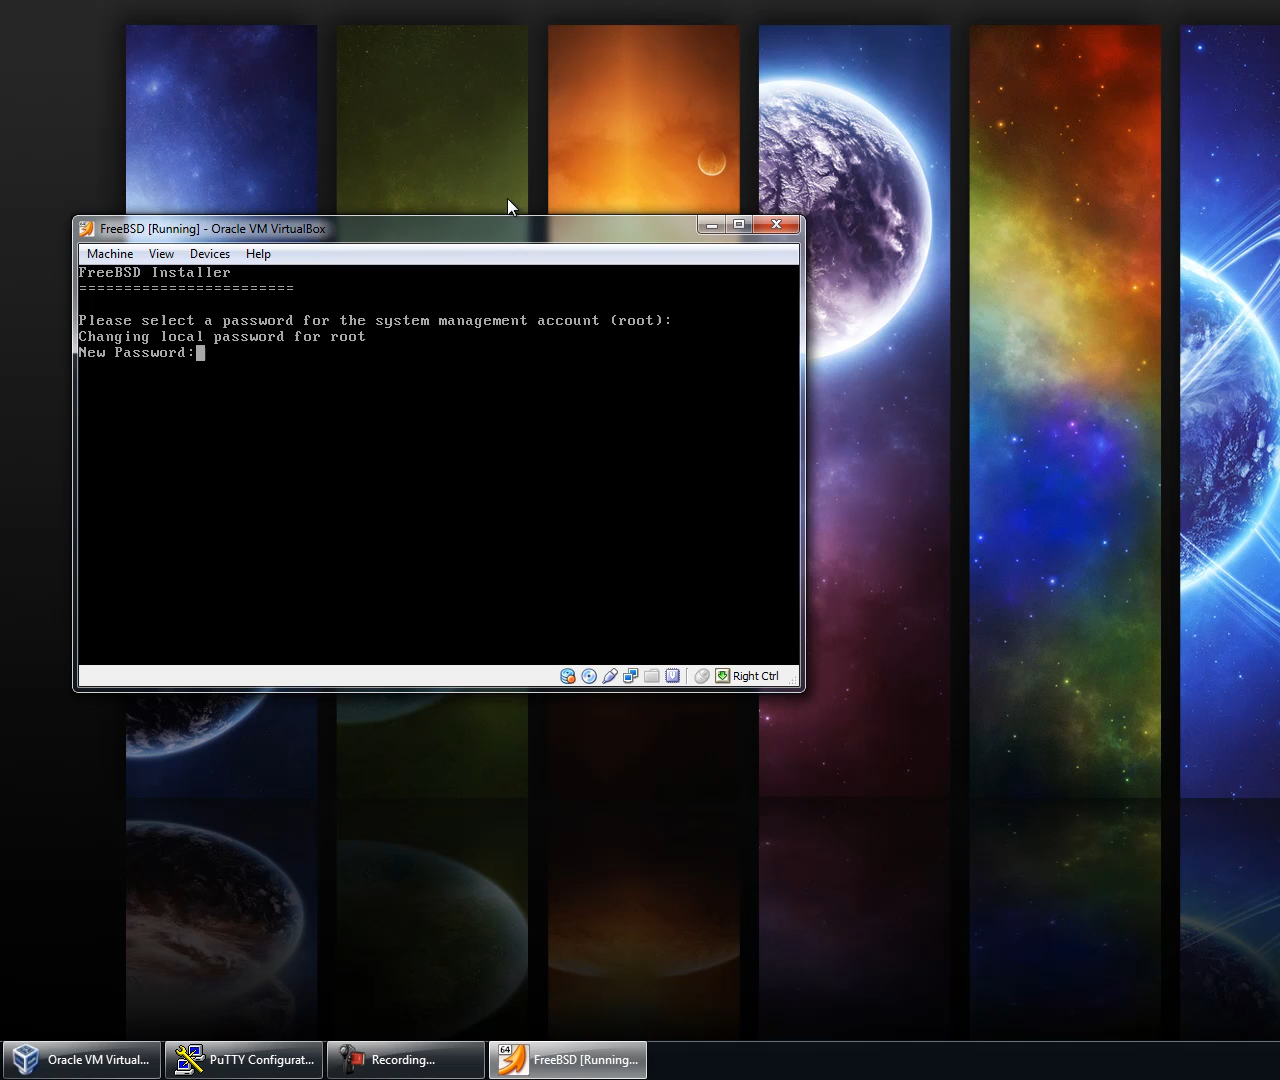 FreeBSD [Running] - Oracle VM VirtualBox
Machine View Devices Help
FreeBSD Installer
========================
Please select a password for the system management account (root):
Changing local password for root
New Password:
Right Ctrl
Oracle VM Virtual... PuTTY Configurat... Recording... 64 FreeBSD [Running...